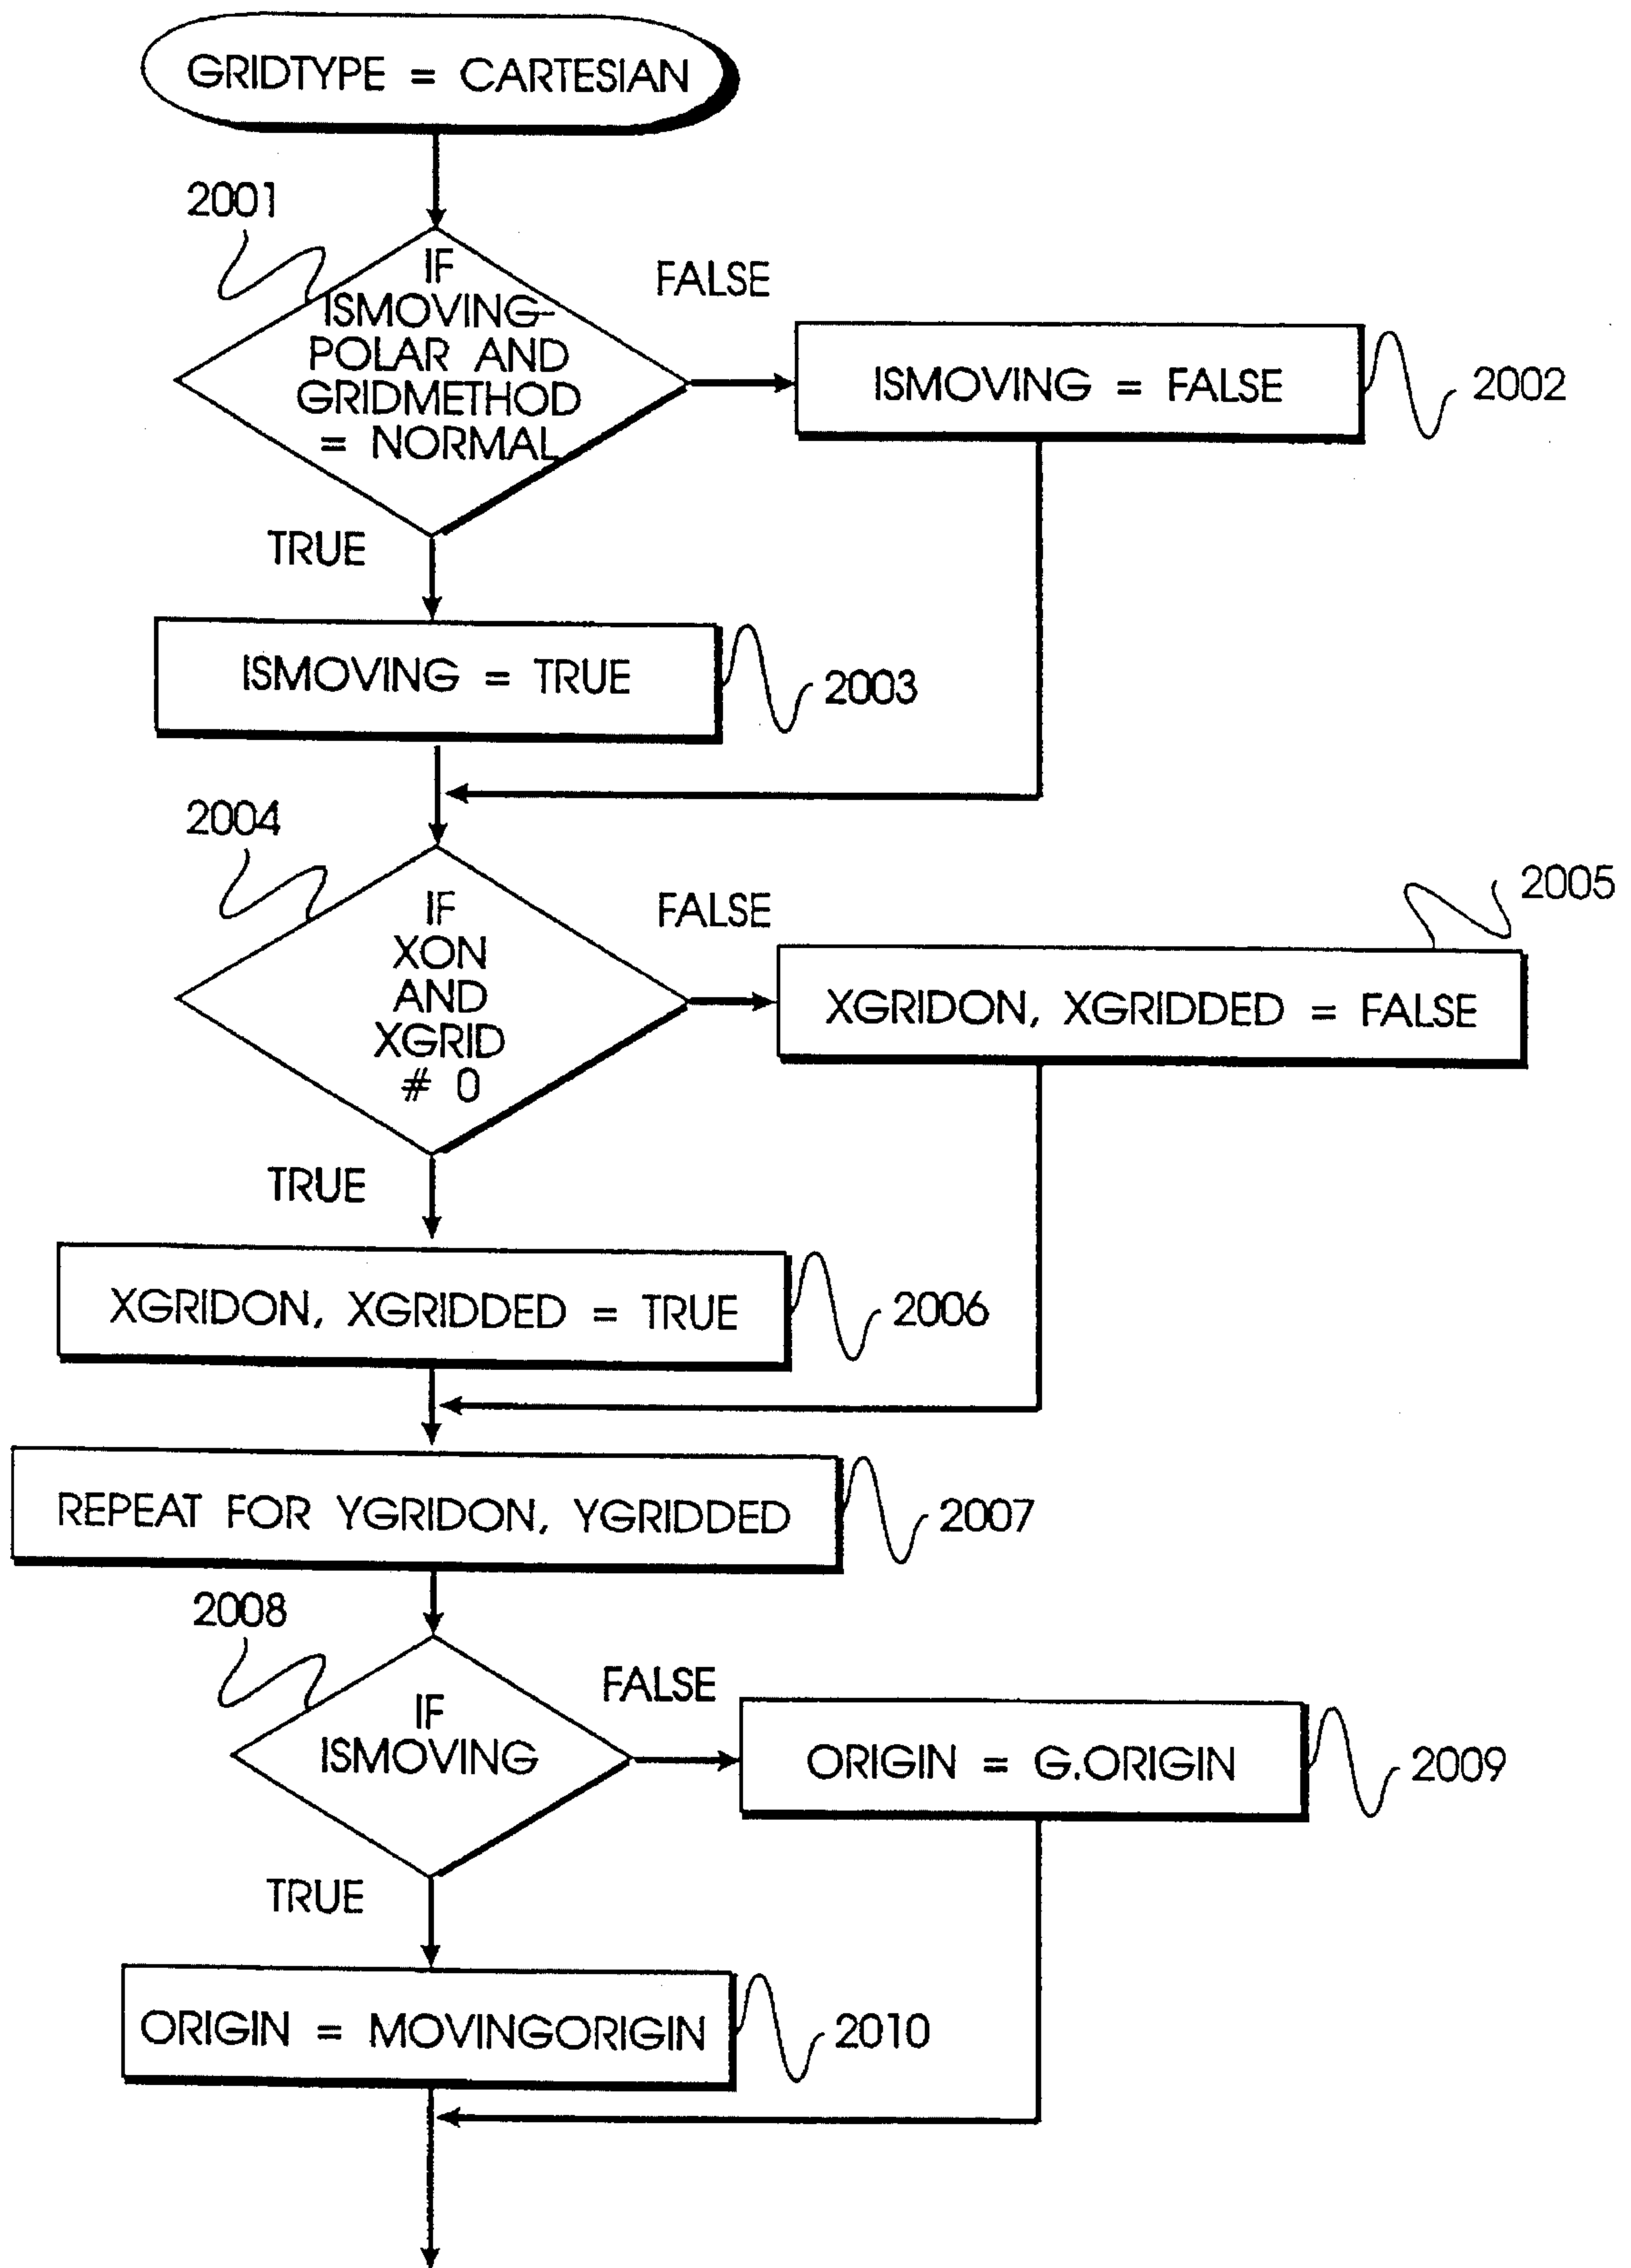 GRIDTYPE = CARTESIAN
2001
IF
ISMOVING-
POLAR AND
GRIDMETHOD
= NORMAL
FALSE
ISMOVING = FALSE
2002
TRUE
ISMOVING = TRUE
2003
2004
IF
XON
AND
XGRID
# 0
FALSE
2005
XGRIDON, XGRIDDED = FALSE
TRUE
XGRIDON, XGRIDDED = TRUE
2006
REPEAT FOR YGRIDON, YGRIDDED
2007
2008
IF
ISMOVING
FALSE
ORIGIN = G.ORIGIN
2009
TRUE
ORIGIN = MOVINGORIGIN
2010